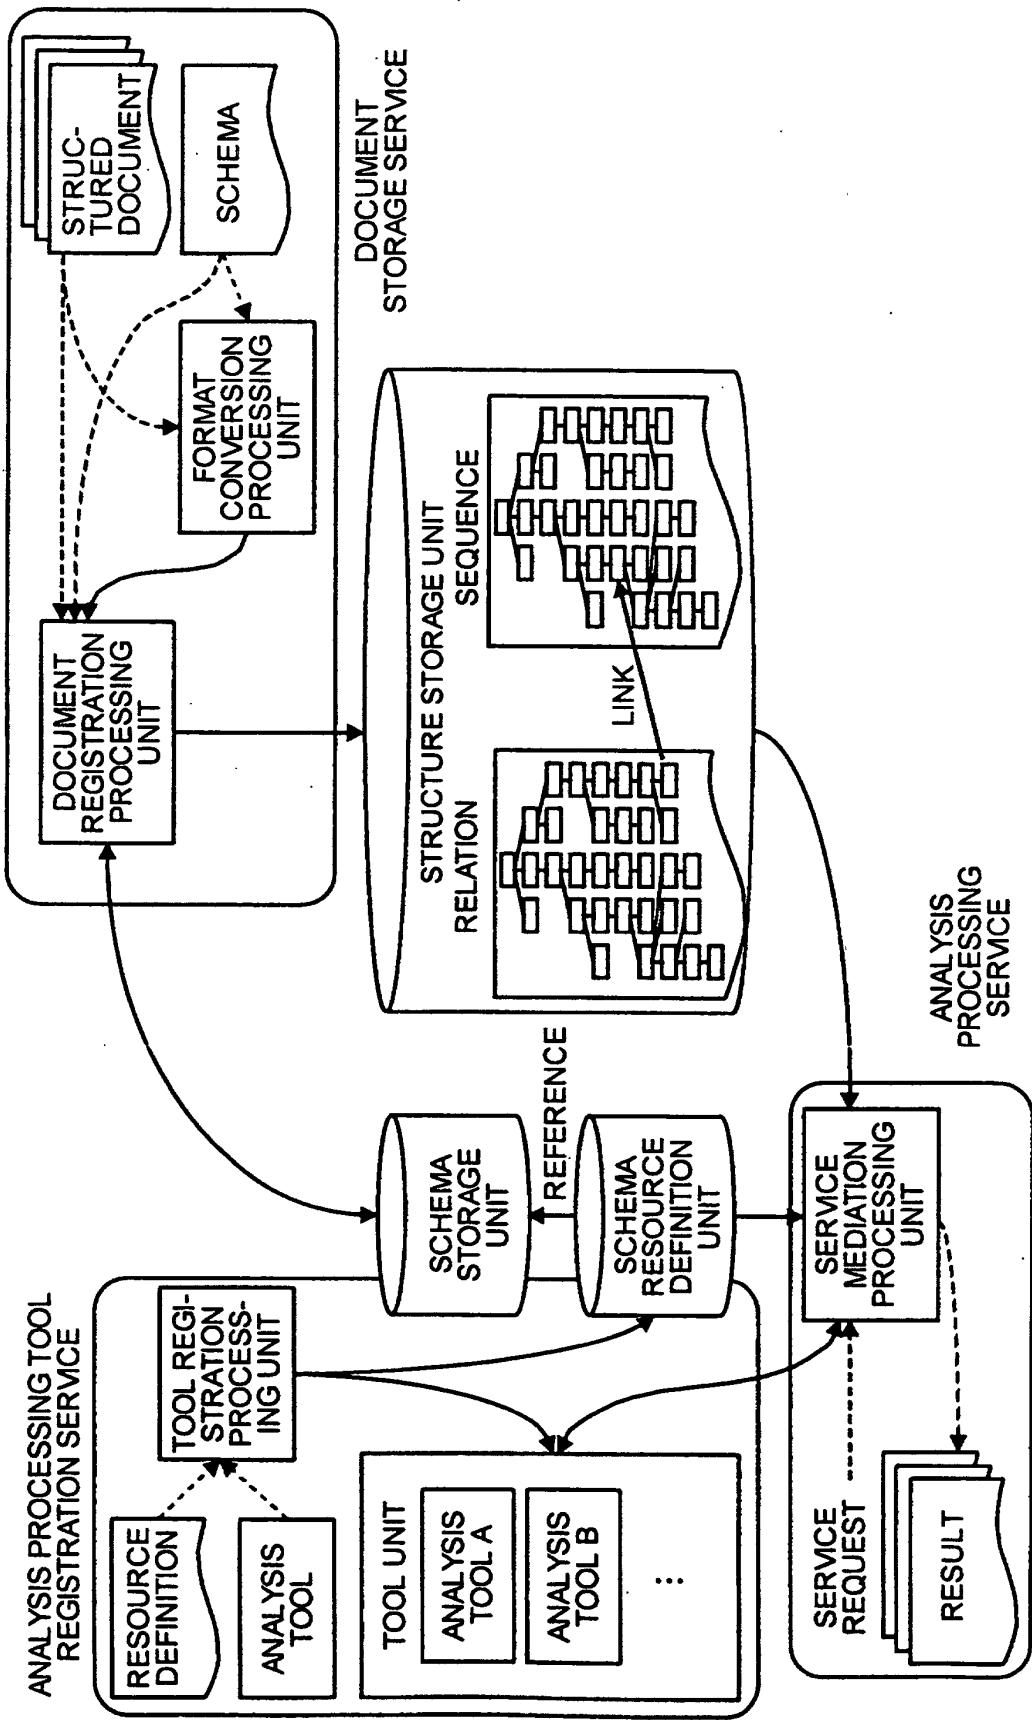 ANALYSIS PROCESSING TOOL
REGISTRATION SERVICE
RESOURCE
DEFINITION
ANALYSIS
TOOL
TOOL REGI-
STRATION
PROCESS-
ING UNIT
TOOL UNIT
ANALYSIS
TOOL A
ANALYSIS
TOOL B
...
SCHEMA
STORAGE
UNIT
REFERENCE
SCHEMA
RESOURCE
DEFINITION
UNIT
DOCUMENT
REGISTRATION
PROCESSING
UNIT
FORMAT
CONVERSION
PROCESSING
UNIT
STRUC-
TURED
DOCUMENT
SCHEMA
DOCUMENT
STORAGE SERVICE
STRUCTURE STORAGE UNIT
RELATION
SEQUENCE
LINK
SERVICE
REQUEST
RESULT
SERVICE
MEDIATION
PROCESSING
UNIT
ANALYSIS
PROCESSING
SERVICE